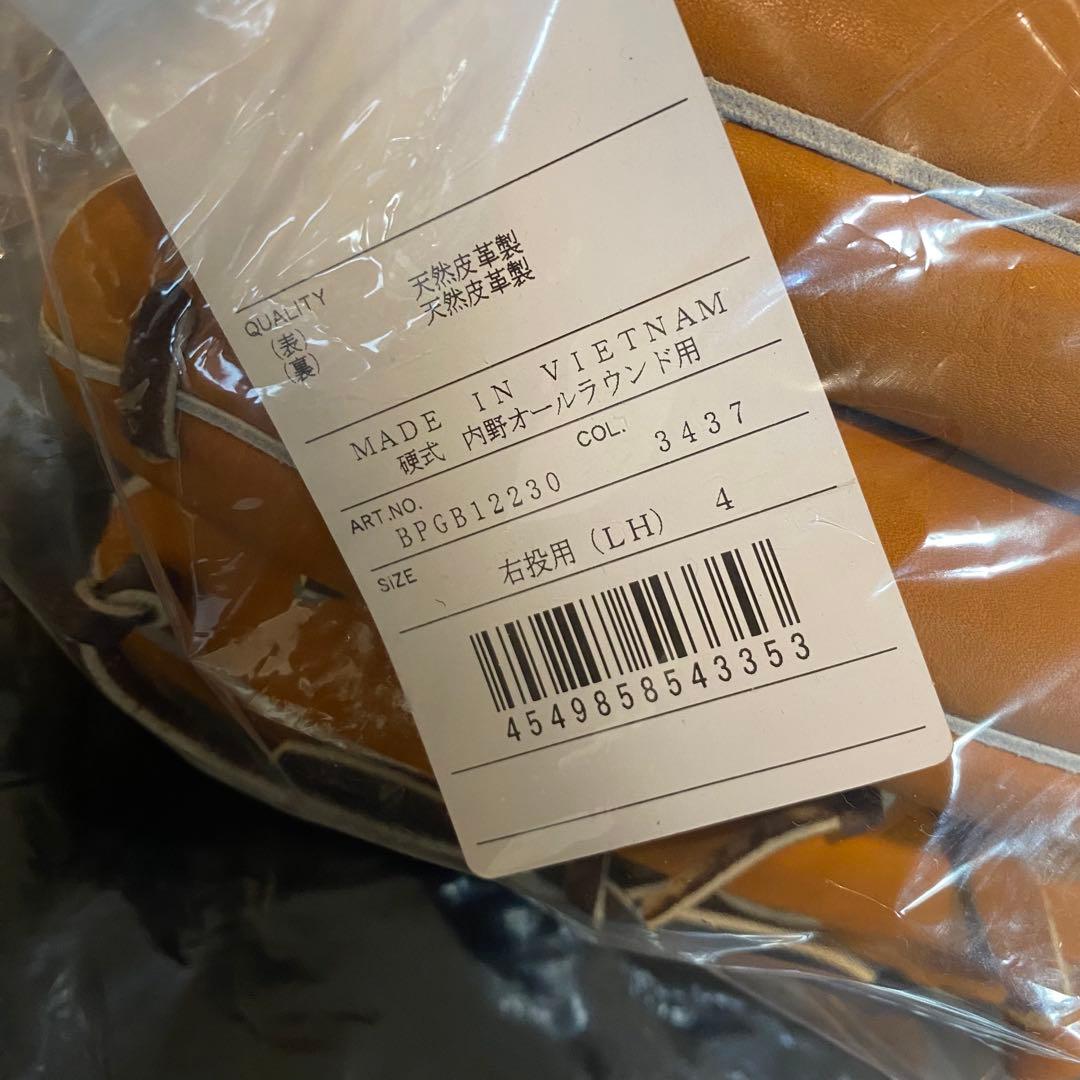 QUALITY
(表) 天然皮革製
(裏) 天然皮革製
MADE IN VIETNAM
硬式 内野オールラウンド用
ART.NO. COL.
BPGB12230 3437
SIZE 右投用(LH) 4
4549858543353